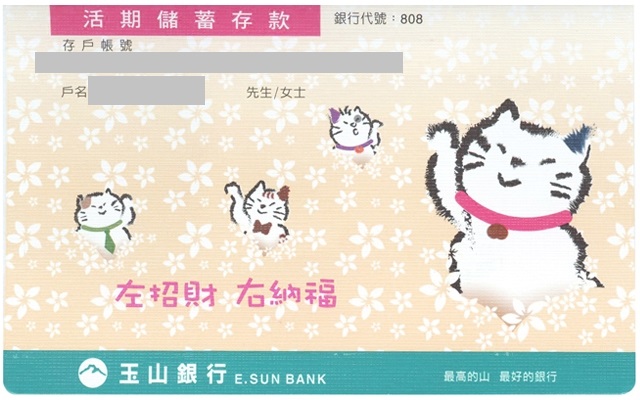 活期儲蓄存款
銀行代號：808
存戶帳號
戶名
先生/女士
左招財 右納福
玉山銀行 E.SUN BANK
最高的山 最好的銀行